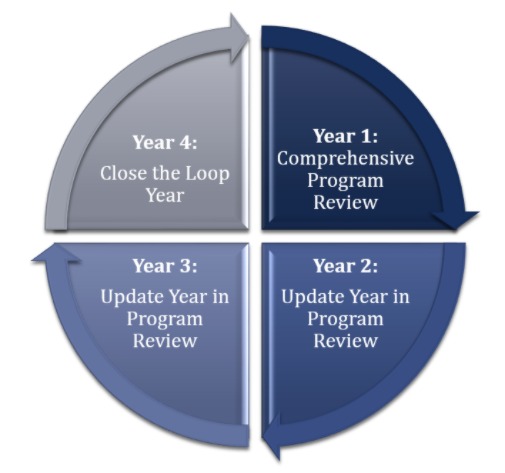 Year 4:
Close the Loop
Year
Year 1:
Comprehensive
Program
Review
Year 3:
Update Year in
Program
Review
Year 2:
Update Year in
Program
Review